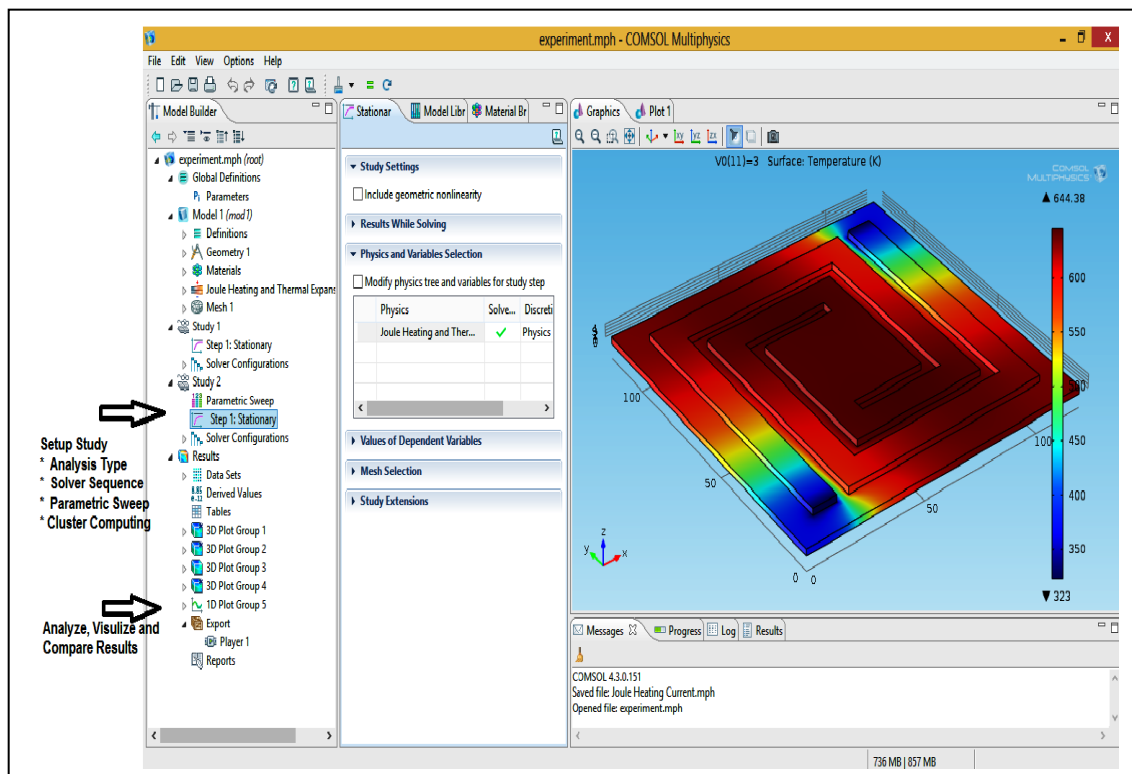 experiment.mph - COMSOL Multiphysics
File Edit View Options Help
Model Builder
experiment.mph (root)
Global Definitions
Pi Parameters
Model 1 (mod1)
Definitions
Geometry 1
Materials
Joule Heating and Thermal Expans
Mesh 1
Study 1
Step 1: Stationary
Solver Configurations
Study 2
Parametric Sweep
Step 1: Stationary
Solver Configurations
Results
Data Sets
8.85
e-12
Derived Values
Tables
3D Plot Group 1
3D Plot Group 2
3D Plot Group 3
3D Plot Group 4
1D Plot Group 5
Export
Player 1
Reports
Setup Study
* Analysis Type
* Solver Sequence
* Parametric Sweep
* Cluster Computing
Analyze, Visulize and
Compare Results
Stationar Model Libr Material Br
Study Settings
Include geometric nonlinearity
Results While Solving
Physics and Variables Selection
Modify physics tree and variables for study step
Physics Solve... Discreti
Joule Heating and Ther... Physics
Values of Dependent Variables
Mesh Selection
Study Extensions
Graphics Plot 1
xy yz zx
V0(11)=3 Surface: Temperature (K)
COMSOL
MULTIPHYSICS
▲ 644.38
600
550
500
450
400
350
▼ 323
100
50
0 0
50
100
z
y x
Messages Progress Log Results
COMSOL 4.3.0.151
Saved file: Joule Heating Current.mph
Opened file: experiment.mph
736 MB | 857 MB